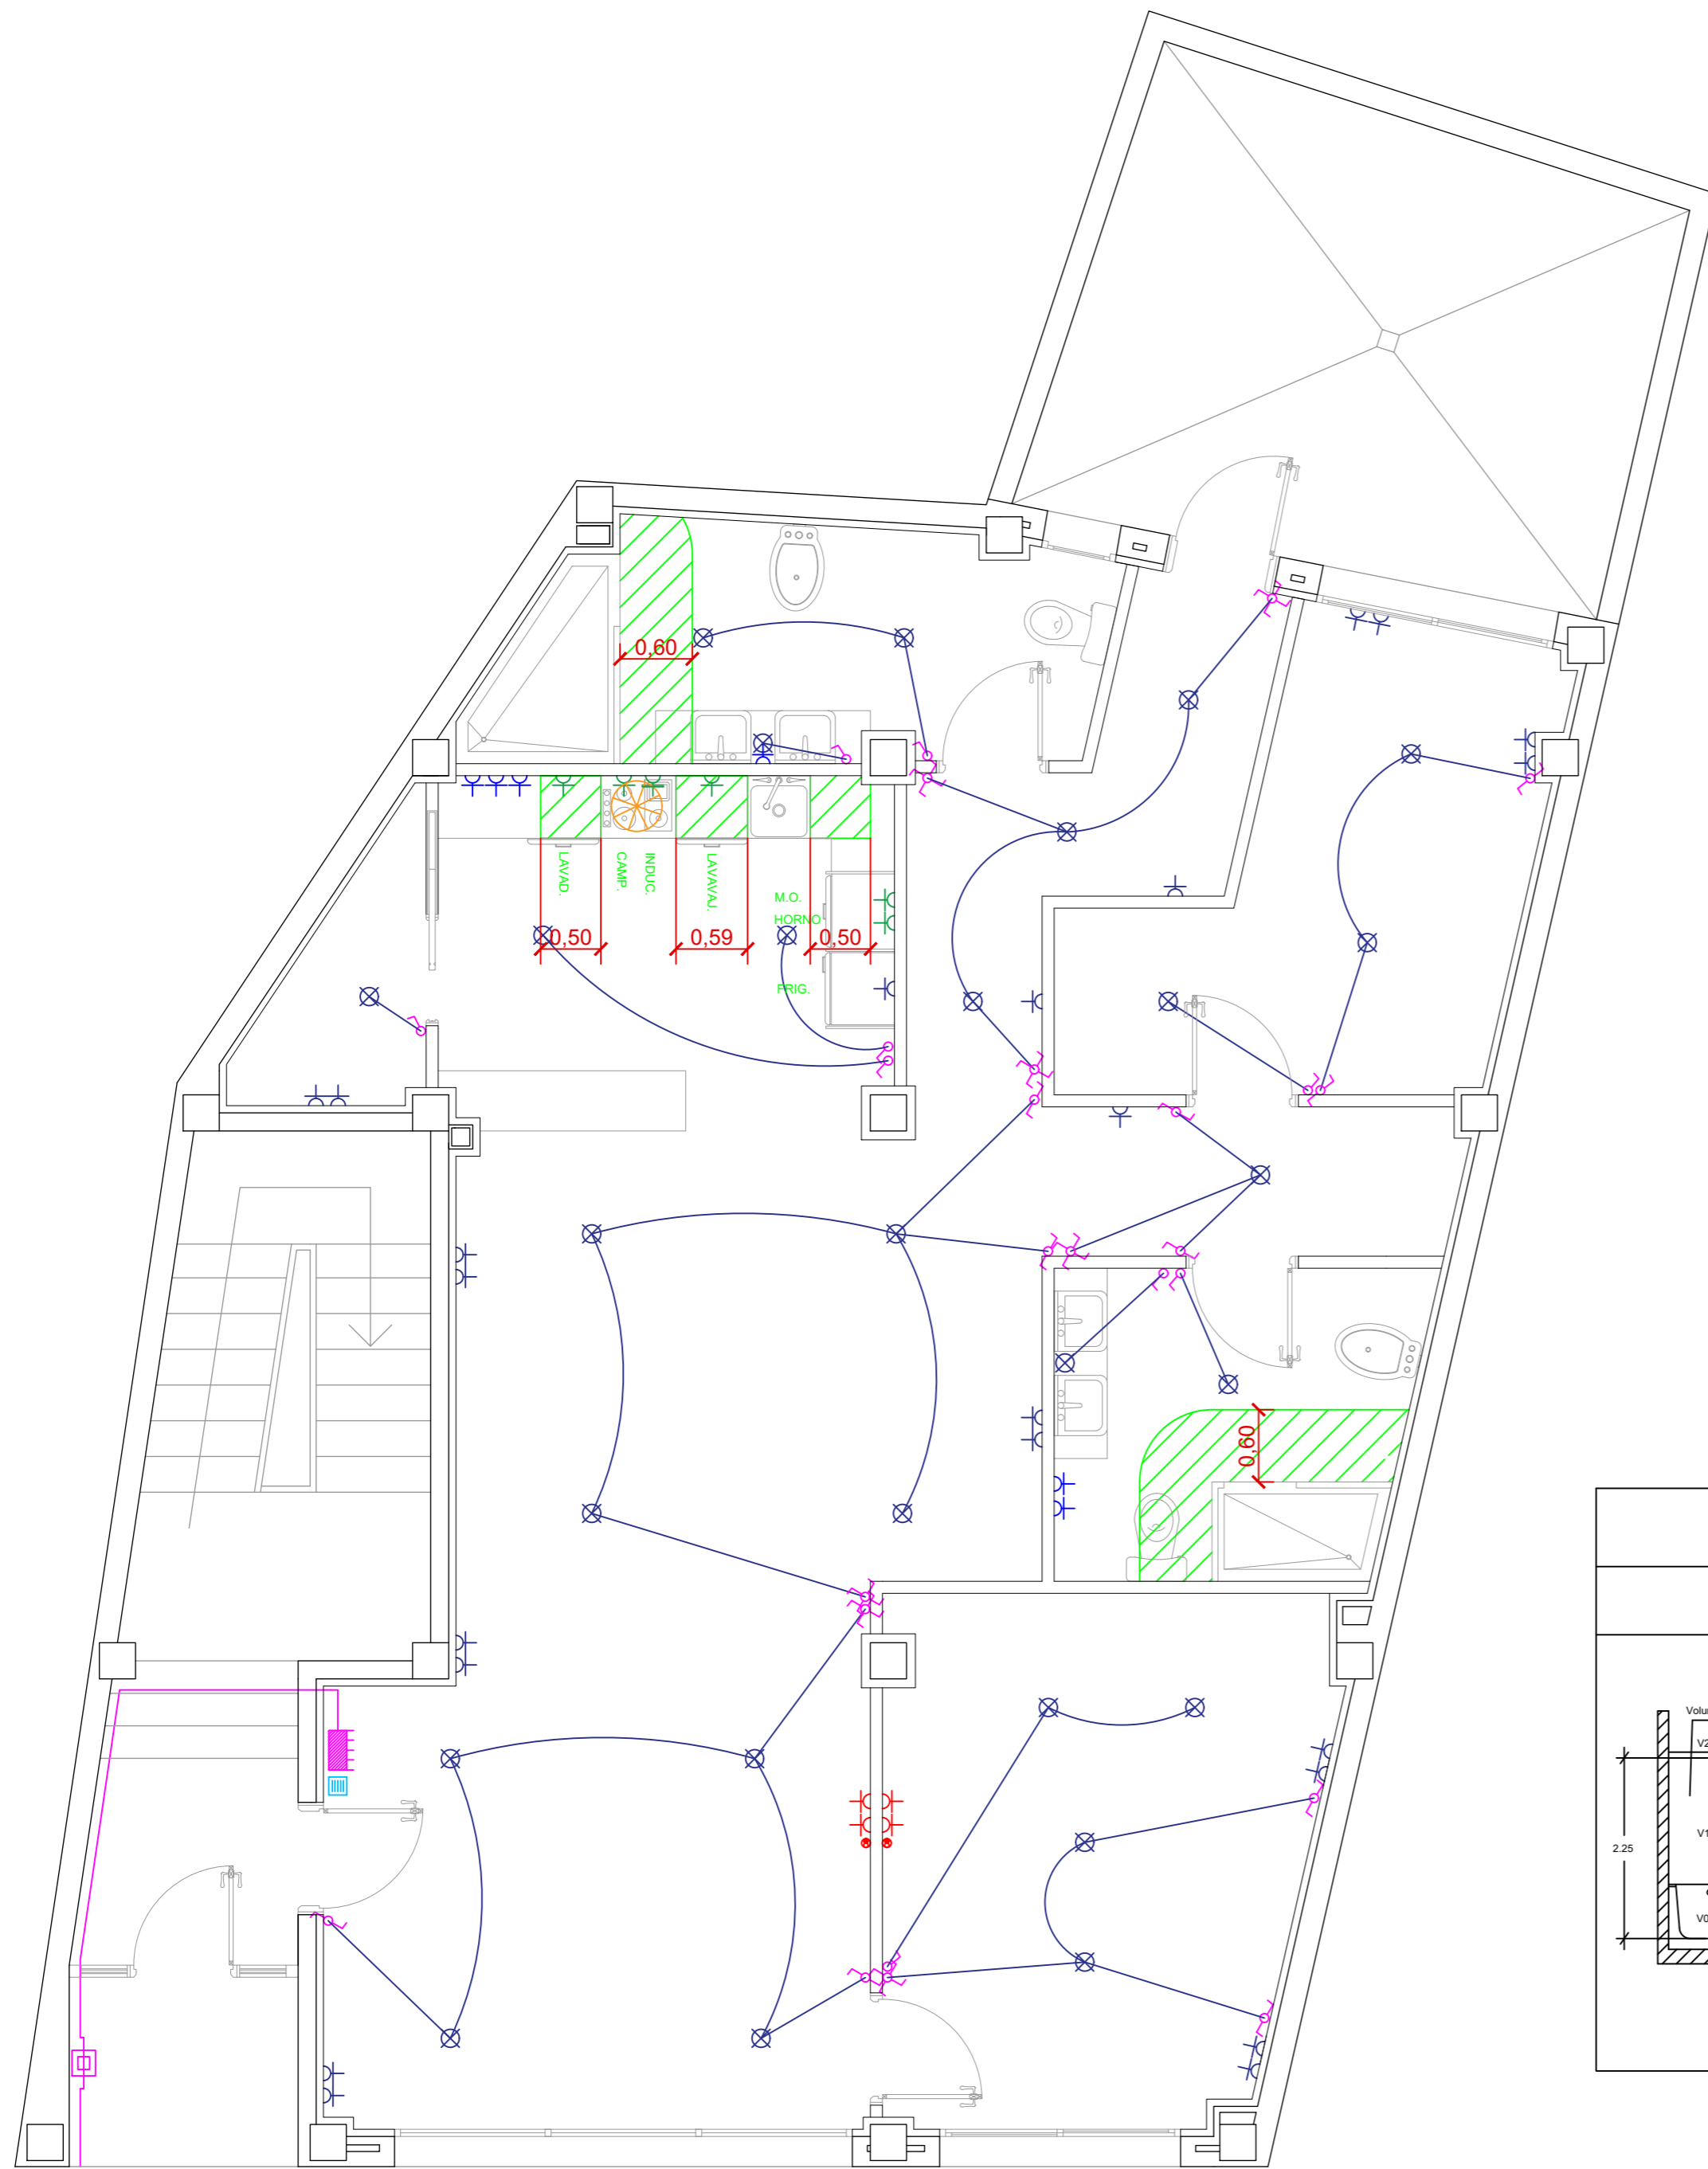 0,60
LAVAD.
CAMP.
INDUC.
LAVAVAJ.
M.O.
HORNO
0,50
0,59
0,50
FRIG.
0,60
V2
2.25
V1
V0